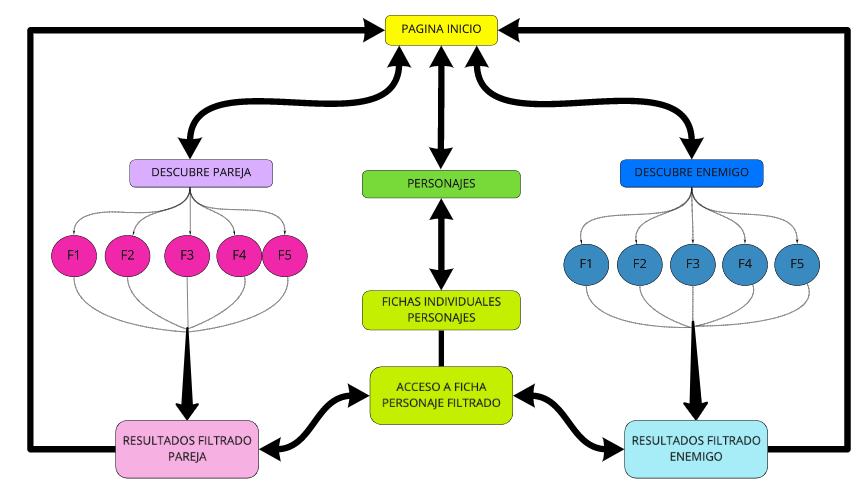 PAGINA INICIO
DESCUBRE PAREJA
PERSONAJES
DESCUBRE ENEMIGO
F1
F2
F3
F4
F5
F1
F2
F3
F4
F5
FICHAS INDIVIDUALES
PERSONAJES
ACCESO A FICHA
PERSONAJE FILTRADO
RESULTADOS FILTRADO
PAREJA
RESULTADOS FILTRADO
ENEMIGO